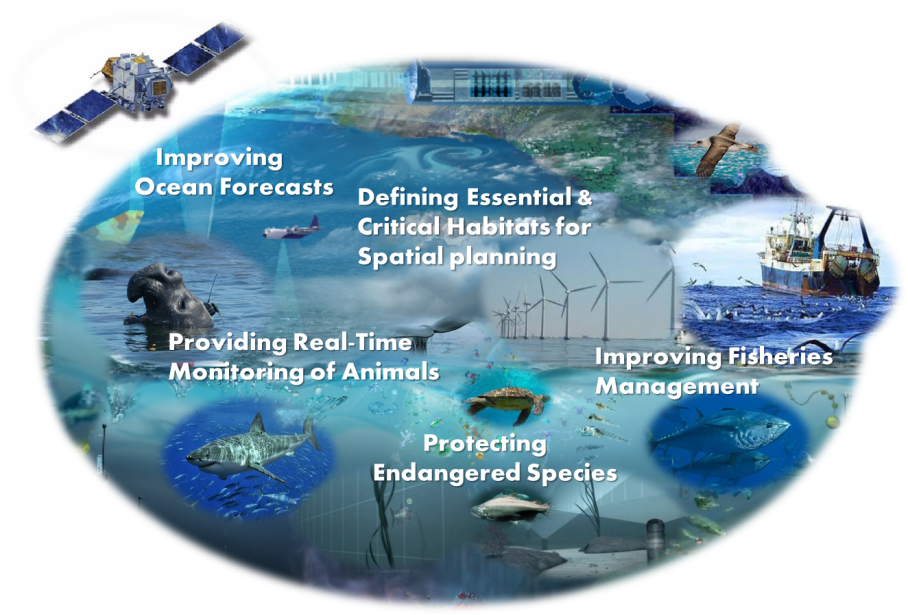 Improving
Ocean Forecasts
Defining Essential &
Critical Habitats for
Spatial planning
Providing Real-Time
Monitoring of Animals
Improving Fisheries
Management
Protecting
Endangered Species